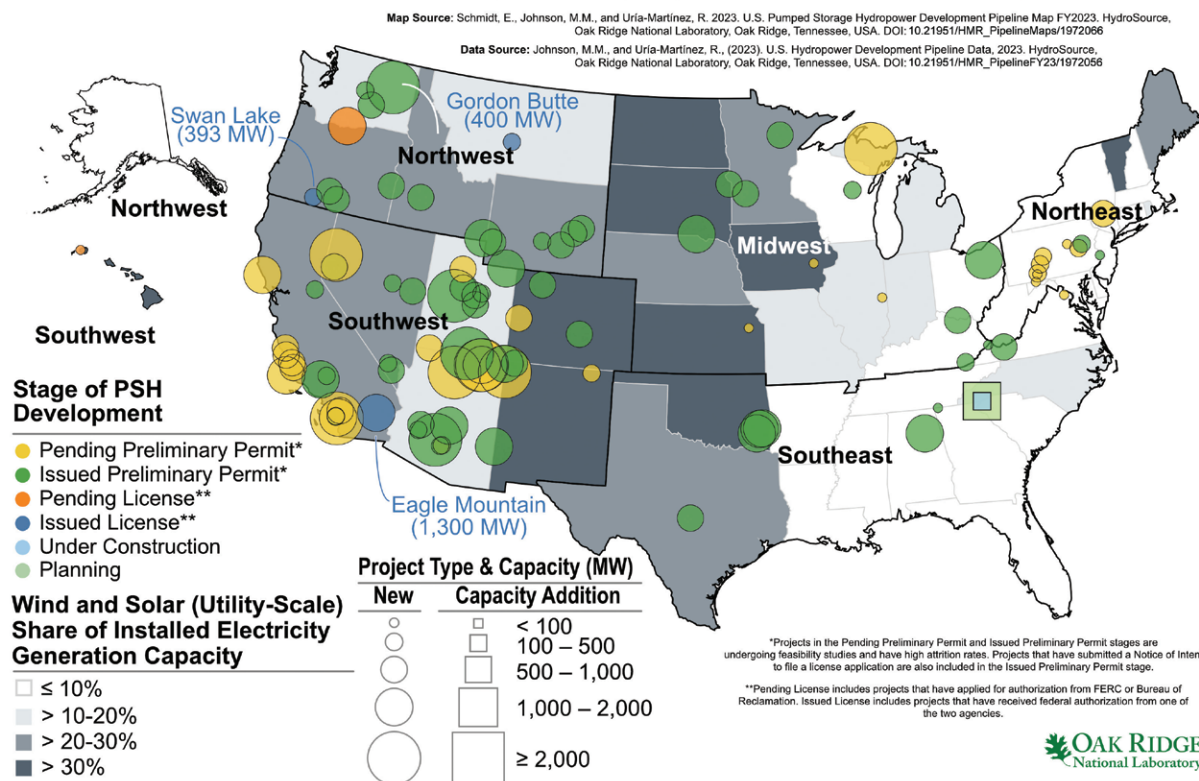 Map Source: Schmidt, E., Johnson, M.M., and Uría-Martínez, R. 2023. U.S. Pumped Storage Hydropower Development Pipeline Map FY2023. HydroSource,
Oak Ridge National Laboratory, Oak Ridge, Tennessee, USA. DOI: 10.21951/HMR_PipelineMaps/1972066
Data Source: Johnson, M.M., and Uría-Martínez, R., (2023). U.S. Hydropower Development Pipeline Data, 2023. HydroSource,
Oak Ridge National Laboratory, Oak Ridge, Tennessee, USA. DOI: 10.21951/HMR_PipelineFY23/1972056
Swan Lake
(393 MW)
Gordon Butte
(400 MW)
Northwest
Northwest
Northeast
Midwest
Southwest
Southwest
Southeast
Eagle Mountain
(1,300 MW)
Stage of PSH
Development
Pending Preliminary Permit*
Issued Preliminary Permit*
Pending License**
Issued License**
Under Construction
Planning
Wind and Solar (Utility-Scale)
Share of Installed Electricity
Generation Capacity
≤ 10%
> 10-20%
> 20-30%
> 30%
Project Type & Capacity (MW)
New Capacity Addition
< 100
100 – 500
500 – 1,000
1,000 – 2,000
≥ 2,000
*Projects in the Pending Preliminary Permit and Issued Preliminary Permit stages are
undergoing feasibility studies and have high attrition rates. Projects that have submitted a Notice of Inten
to file a license application are also included in the Issued Preliminary Permit stage.
**Pending License includes projects that have applied for authorization from FERC or Bureau of
Reclamation. Issued License includes projects that have received federal authorization from one of
the two agencies.
OAK RIDGE
National Laboratory